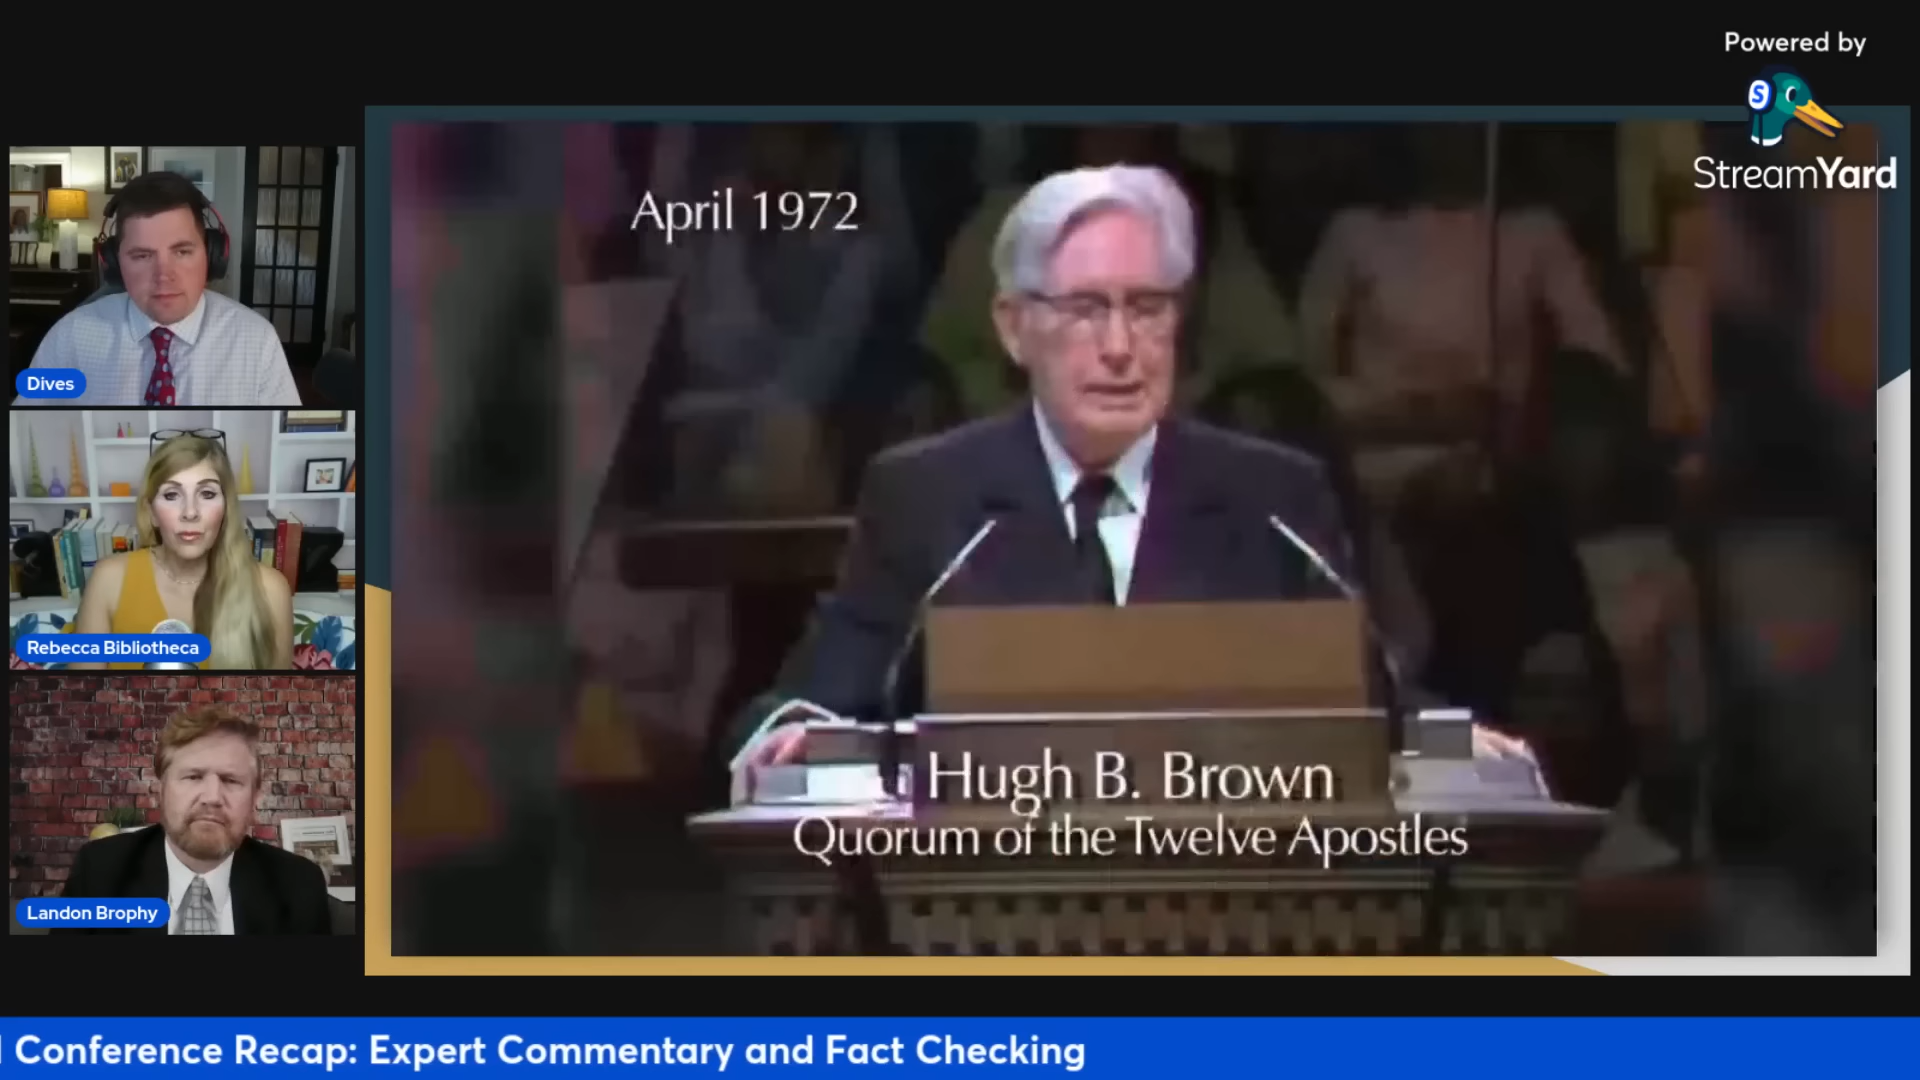 Powered by
S
StreamYard
April 1972
Dives
Rebecca Bibliotheca
Landon Brophy
Hugh B. Brown
Quorum of the Twelve Apostles
Conference Recap: Expert Commentary and Fact Checking